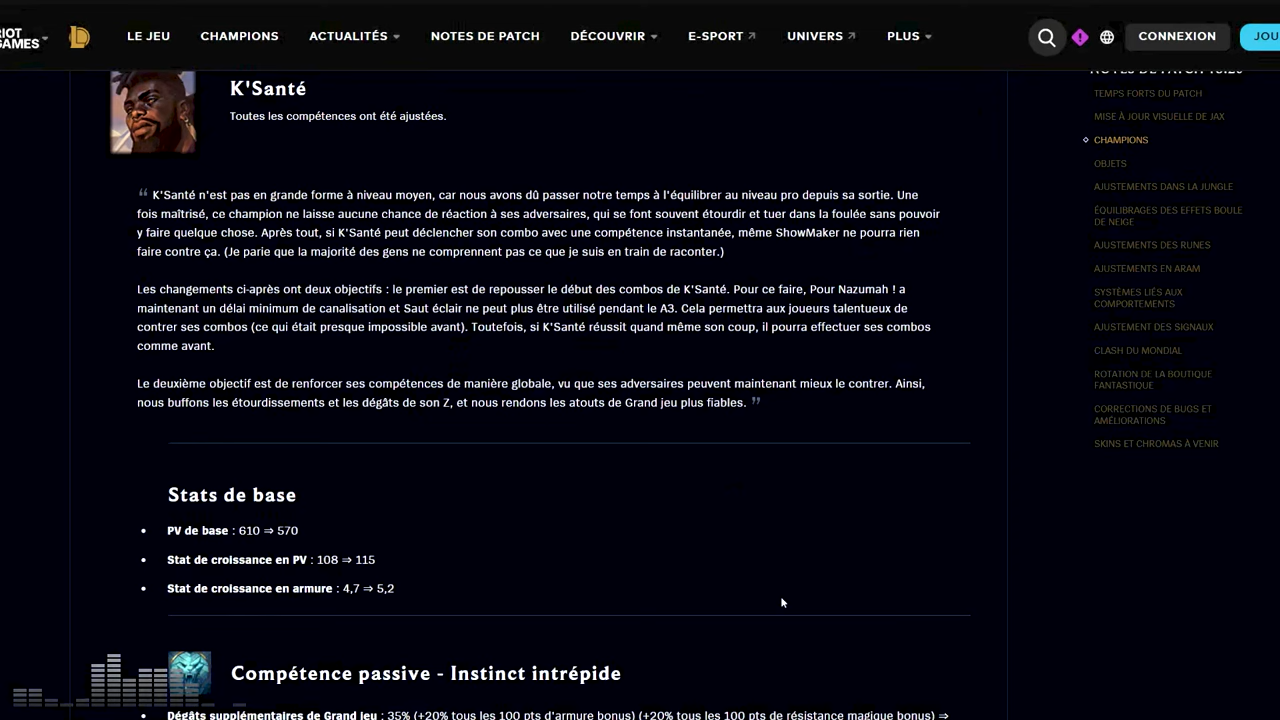 RIOT
GAMES
LE JEU
CHAMPIONS
ACTUALITÉS
NOTES DE PATCH
DÉCOUVRIR
E-SPORT
UNIVERS
PLUS
CONNEXION
JOU
K'Santé
Toutes les compétences ont été ajustées.
“ K'Santé n'est pas en grande forme à niveau moyen, car nous avons dû passer notre temps à l'équilibrer au niveau pro depuis sa sortie. Une
fois maîtrisé, ce champion ne laisse aucune chance de réaction à ses adversaires, qui se font souvent étourdir et tuer dans la foulée sans pouvoir
y faire quelque chose. Après tout, si K'Santé peut déclencher son combo avec une compétence instantanée, même ShowMaker ne pourra rien
faire contre ça. (Je parie que la majorité des gens ne comprennent pas ce que je suis en train de raconter.)
Les changements ci-après ont deux objectifs : le premier est de repousser le début des combos de K'Santé. Pour ce faire, Pour Nazumah ! a
maintenant un délai minimum de canalisation et Saut éclair ne peut plus être utilisé pendant le A3. Cela permettra aux joueurs talentueux de
contrer ses combos (ce qui était presque impossible avant). Toutefois, si K'Santé réussit quand même son coup, il pourra effectuer ses combos
comme avant.
Le deuxième objectif est de renforcer ses compétences de manière globale, vu que ses adversaires peuvent maintenant mieux le contrer. Ainsi,
nous buffons les étourdissements et les dégâts de son Z, et nous rendons les atouts de Grand jeu plus fiables. ”
Stats de base
• PV de base : 610 ⇒ 570
• Stat de croissance en PV : 108 ⇒ 115
• Stat de croissance en armure : 4,7 ⇒ 5,2
Compétence passive - Instinct intrépide
• Dégâts supplémentaires de Grand jeu : 35% (+20% tous les 100 pts d'armure bonus) (+20% tous les 100 pts de résistance magique bonus) ⇒
NOTES DE PATCH 13.20
TEMPS FORTS DU PATCH
MISE À JOUR VISUELLE DE JAX
CHAMPIONS
OBJETS
AJUSTEMENTS DANS LA JUNGLE
ÉQUILIBRAGES DES EFFETS BOULE
DE NEIGE
AJUSTEMENTS DES RUNES
AJUSTEMENTS EN ARAM
SYSTÈMES LIÉS AUX
COMPORTEMENTS
AJUSTEMENT DES SIGNAUX
CLASH DU MONDIAL
ROTATION DE LA BOUTIQUE
FANTASTIQUE
CORRECTIONS DE BUGS ET
AMÉLIORATIONS
SKINS ET CHROMAS À VENIR